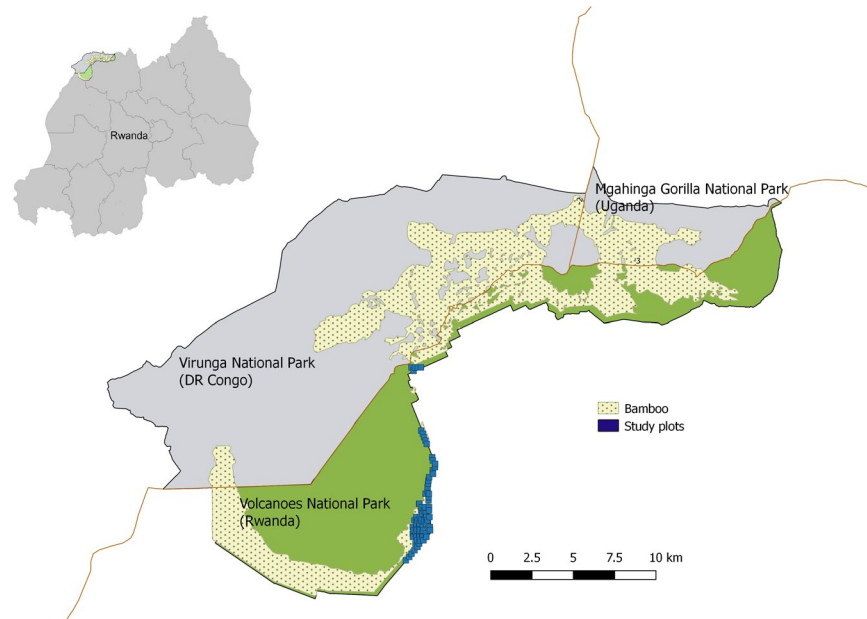 Rwanda
Mgahinga Gorilla National Park
(Uganda)
Virunga National Park
(DR Congo)
Bamboo
Study plots
Volcanoes National Park
(Rwanda)
0 2.5 5 7.5 10 km